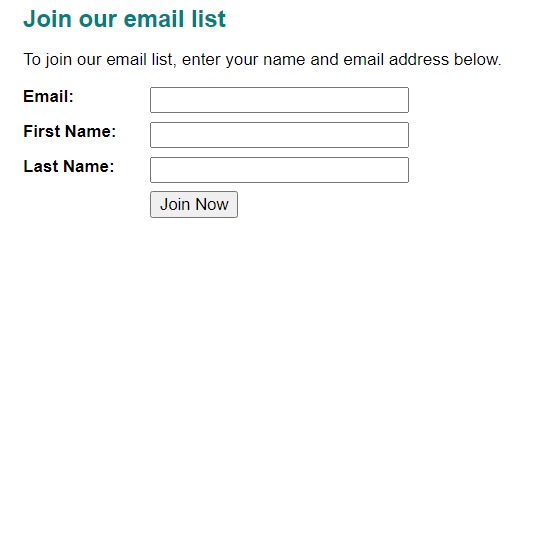 Join our email list
To join our email list, enter your name and email address below.
Email:
First Name:
Last Name:
Join Now